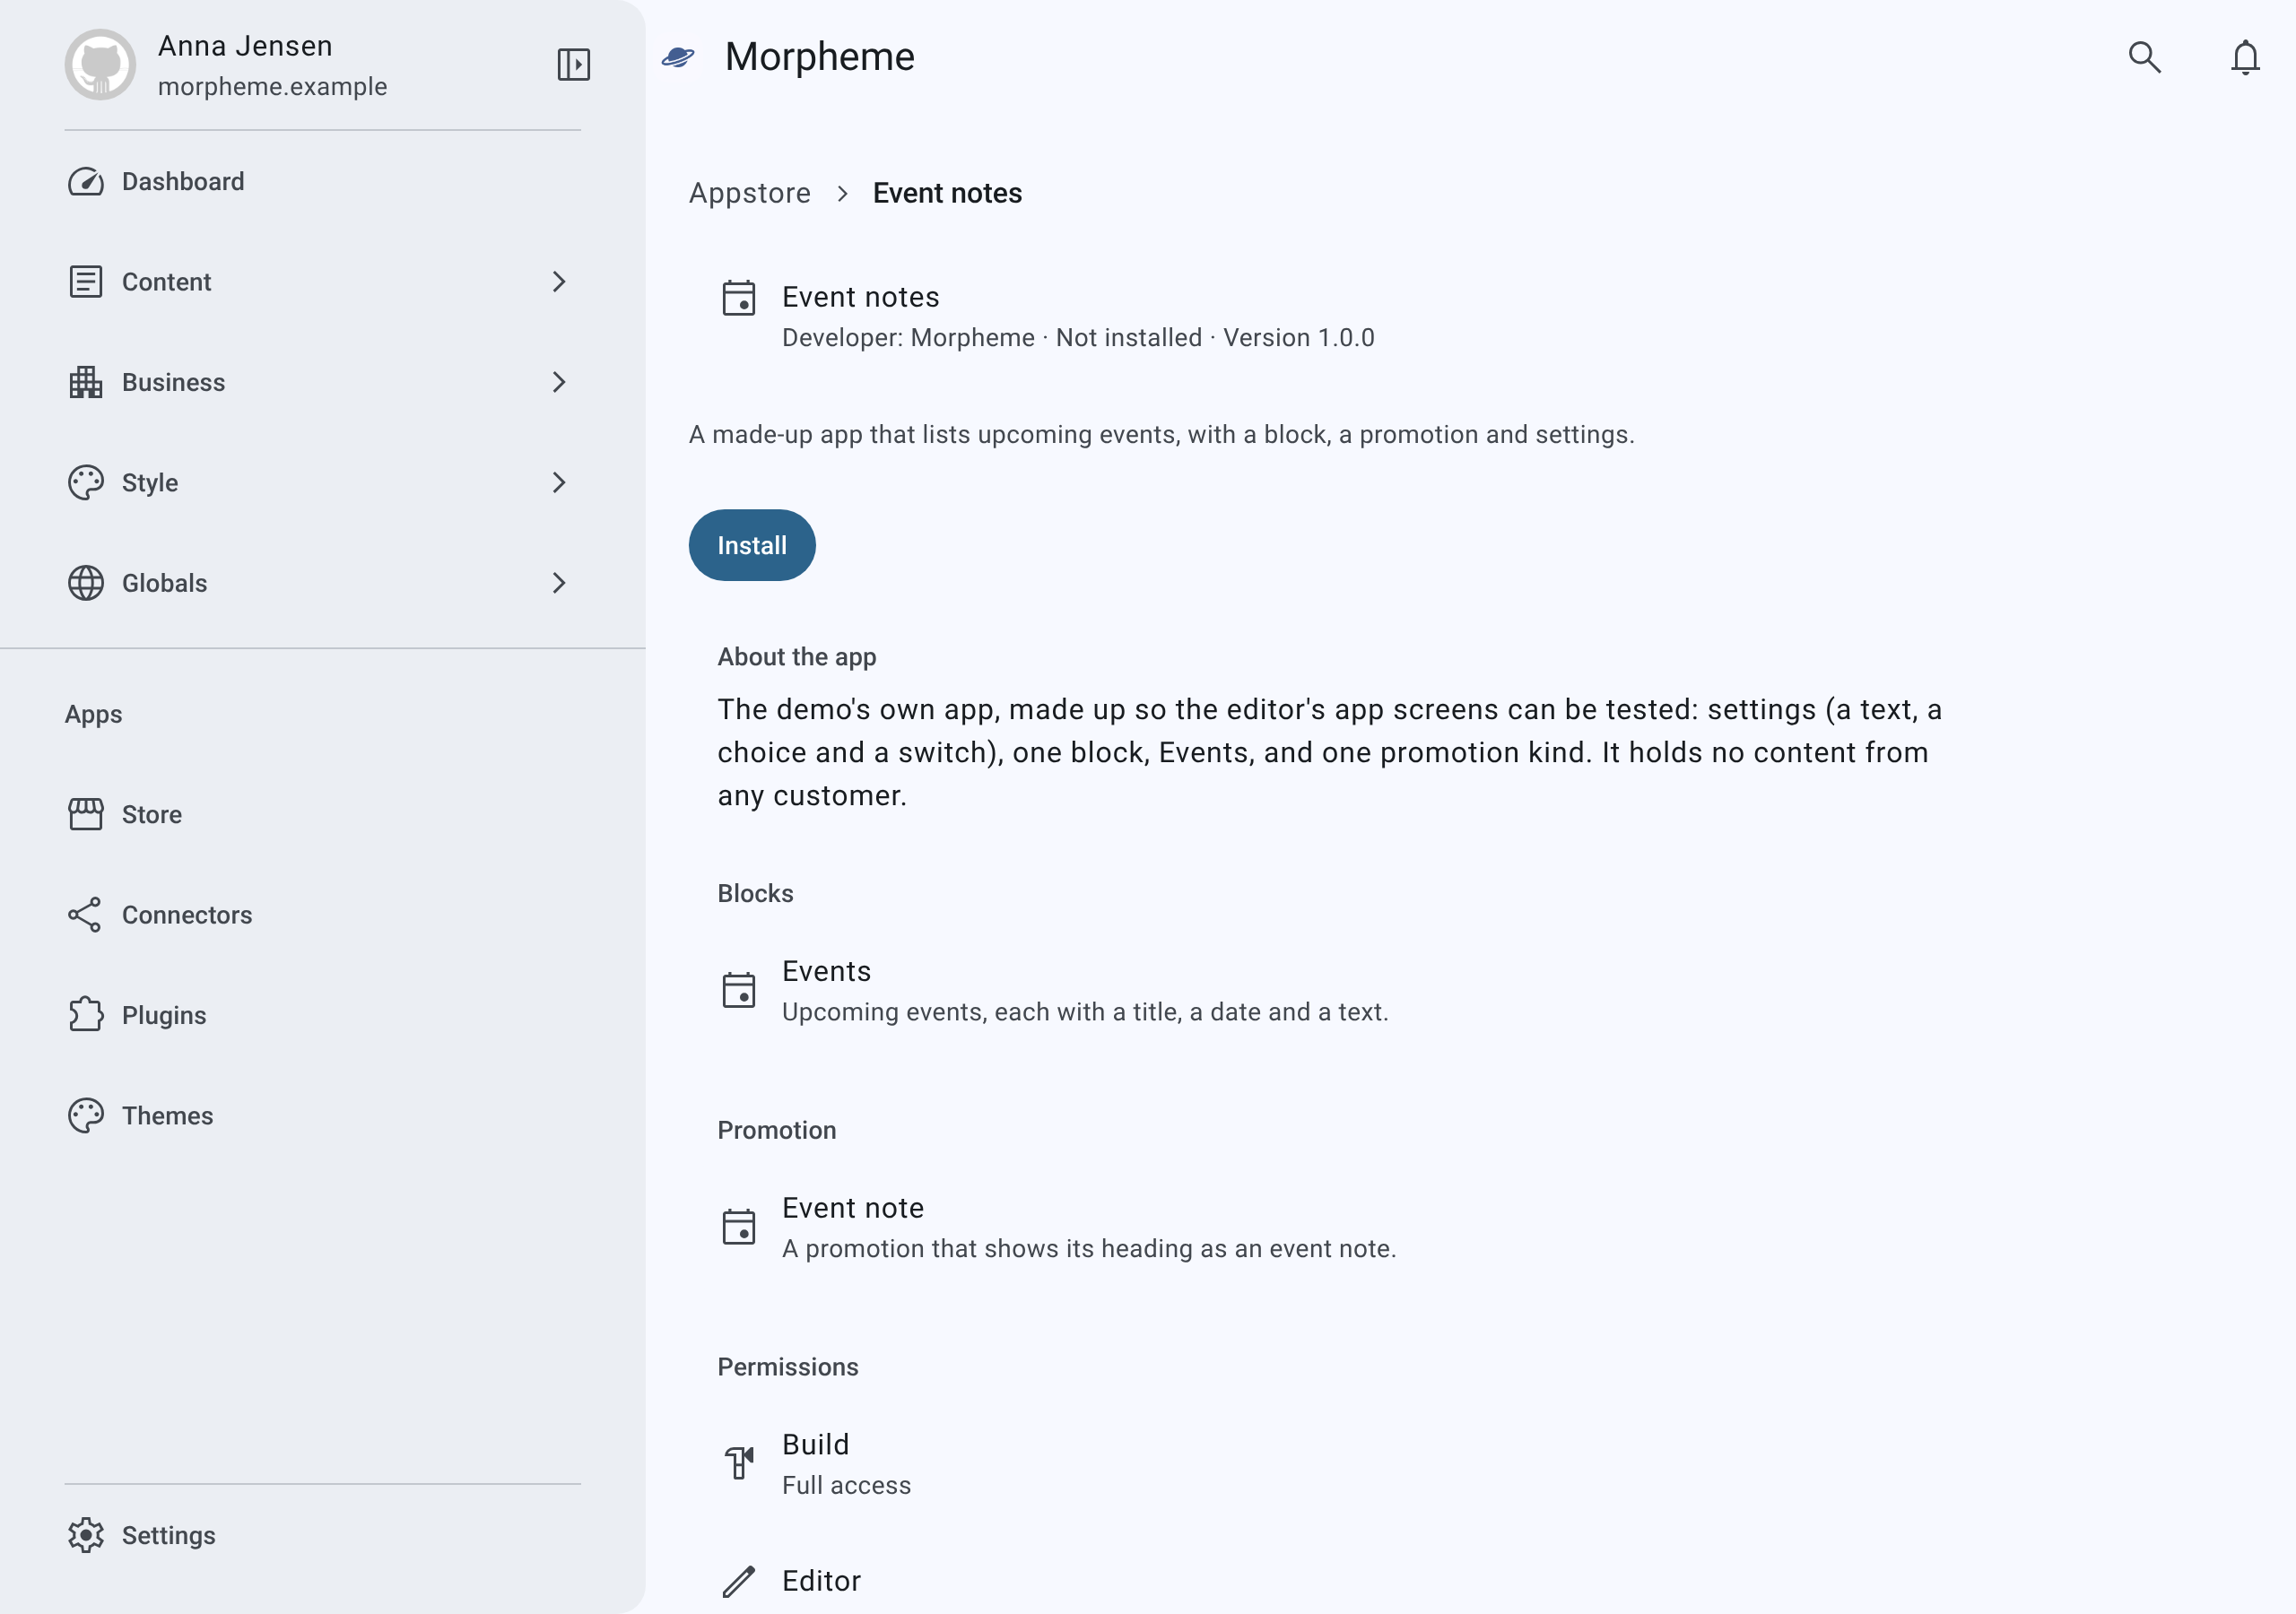 Anna Jensen
morpheme.example
Dashboard
Content
Business
Style
Globals
Apps
Store
Connectors
Plugins
Themes
Settings
Morpheme
Appstore > Event notes
Event notes
Developer: Morpheme · Not installed · Version 1.0.0
A made-up app that lists upcoming events, with a block, a promotion and settings.
Install
About the app
The demo's own app, made up so the editor's app screens can be tested: settings (a text, a
choice and a switch), one block, Events, and one promotion kind. It holds no content from
any customer.
Blocks
Events
Upcoming events, each with a title, a date and a text.
Promotion
Event note
A promotion that shows its heading as an event note.
Permissions
Build
Full access
Editor